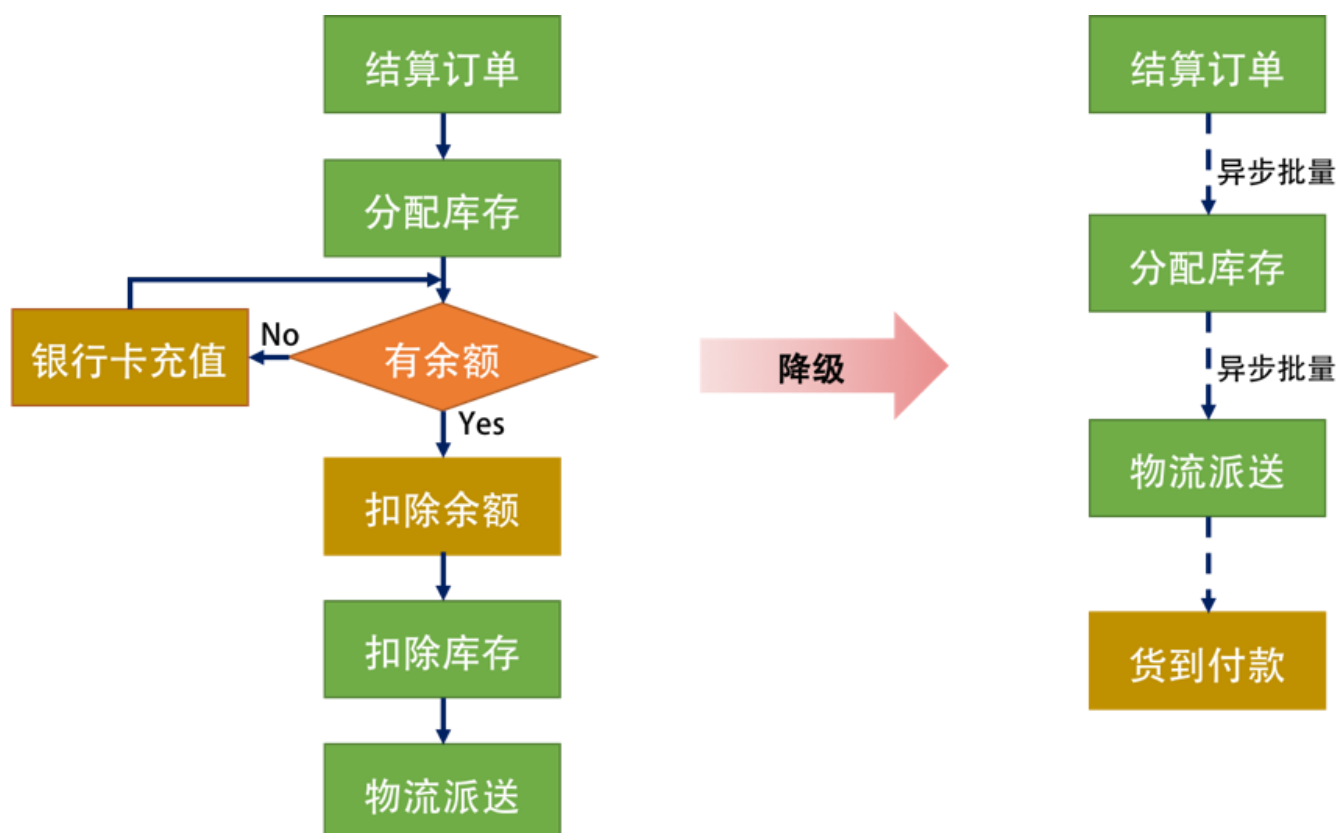 结算订单
分配库存
No
银行卡充值
有余额
Yes
扣除余额
扣除库存
物流派送
降级
结算订单
异步批量
分配库存
异步批量
物流派送
货到付款